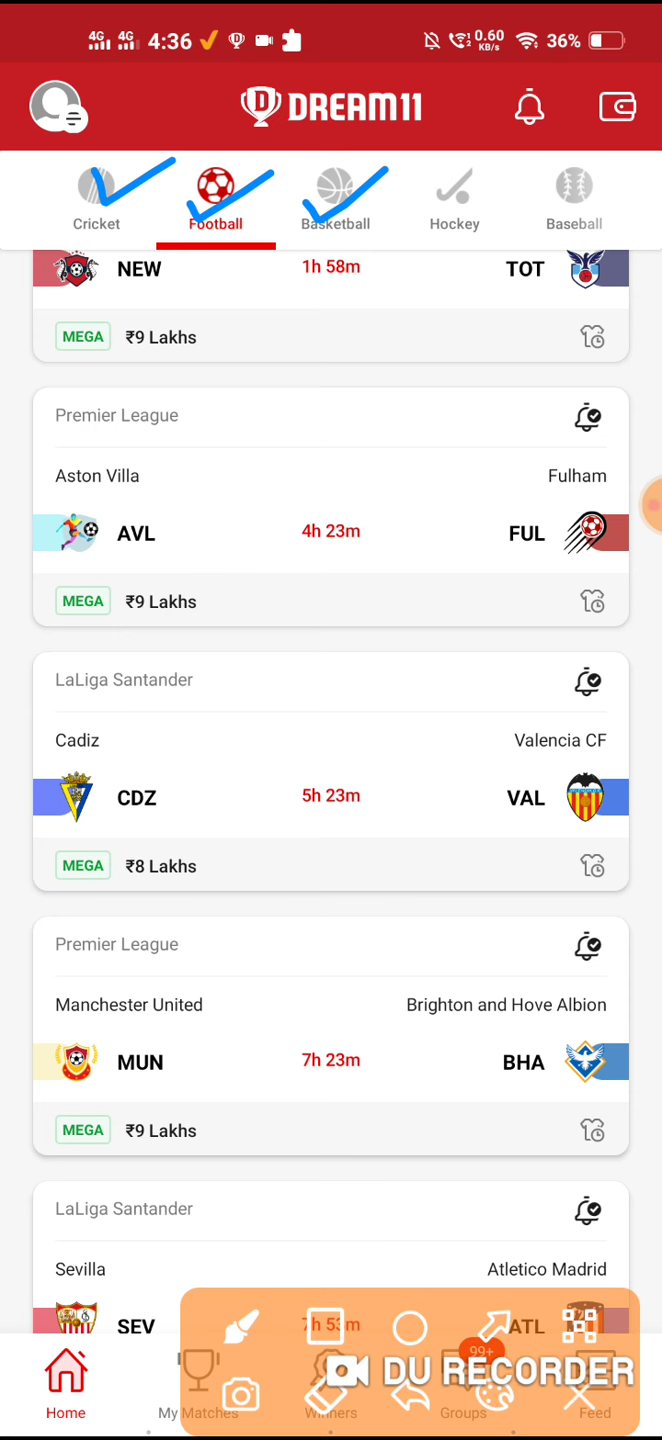 4G 4G 4:36 2 0.60 KB/s 36%
DREAM11
Cricket Football Basketball Hockey Baseball
NEW 1h 58m TOT
MEGA ₹9 Lakhs
Premier League
Aston Villa Fulham
AVL 4h 23m FUL
MEGA ₹9 Lakhs
LaLiga Santander
Cadiz Valencia CF
CDZ 5h 23m VAL
MEGA ₹8 Lakhs
Premier League
Manchester United Brighton and Hove Albion
MUN 7h 23m BHA
MEGA ₹9 Lakhs
LaLiga Santander
Sevilla Atletico Madrid
SEV 7h 53m ATL
99+
DU RECORDER
Home My Matches Winners Groups Feed